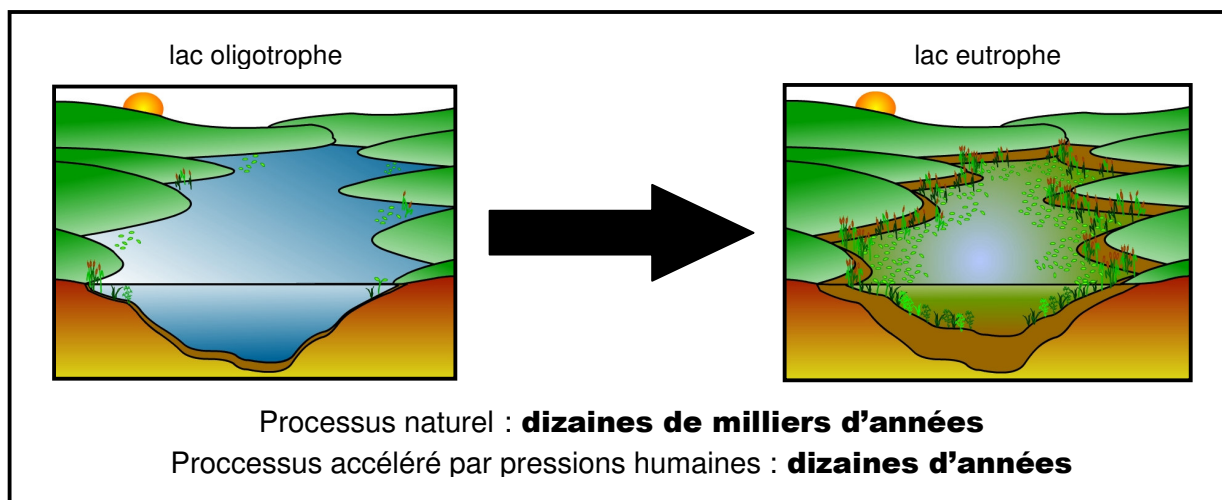 lac oligotrophe
lac eutrophe
Processus naturel : dizaines de milliers d'années
Proccessus accéléré par pressions humaines : dizaines d'années